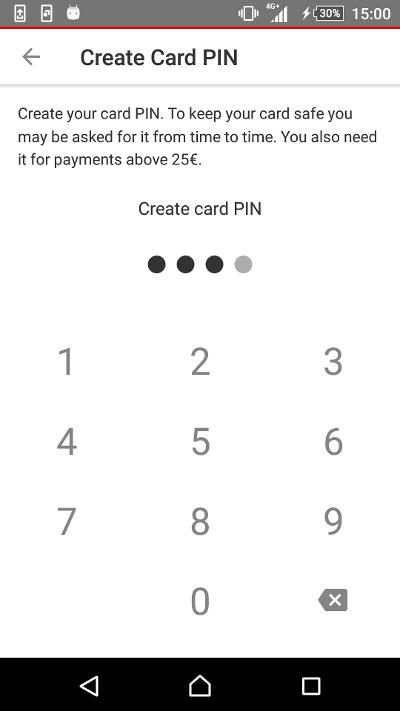 4G+ 30% 15:00
Create Card PIN
Create your card PIN. To keep your card safe you
may be asked for it from time to time. You also need
it for payments above 25€.
Create card PIN
1 2 3
4 5 6
7 8 9
0